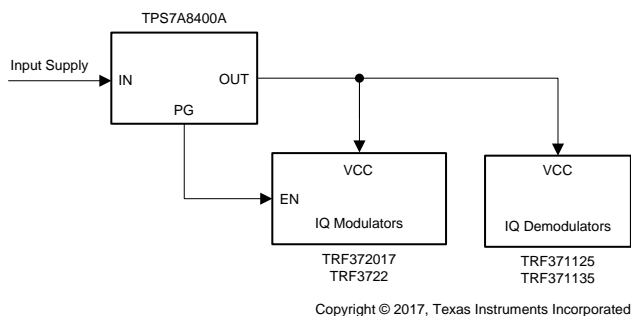 TPS7A8400A
Input Supply
IN
OUT
PG
VCC
EN
IQ Modulators
VCC
IQ Demodulators
TRF372017
TRF3722
TRF371125
TRF371135
Copyright © 2017, Texas Instruments Incorporated